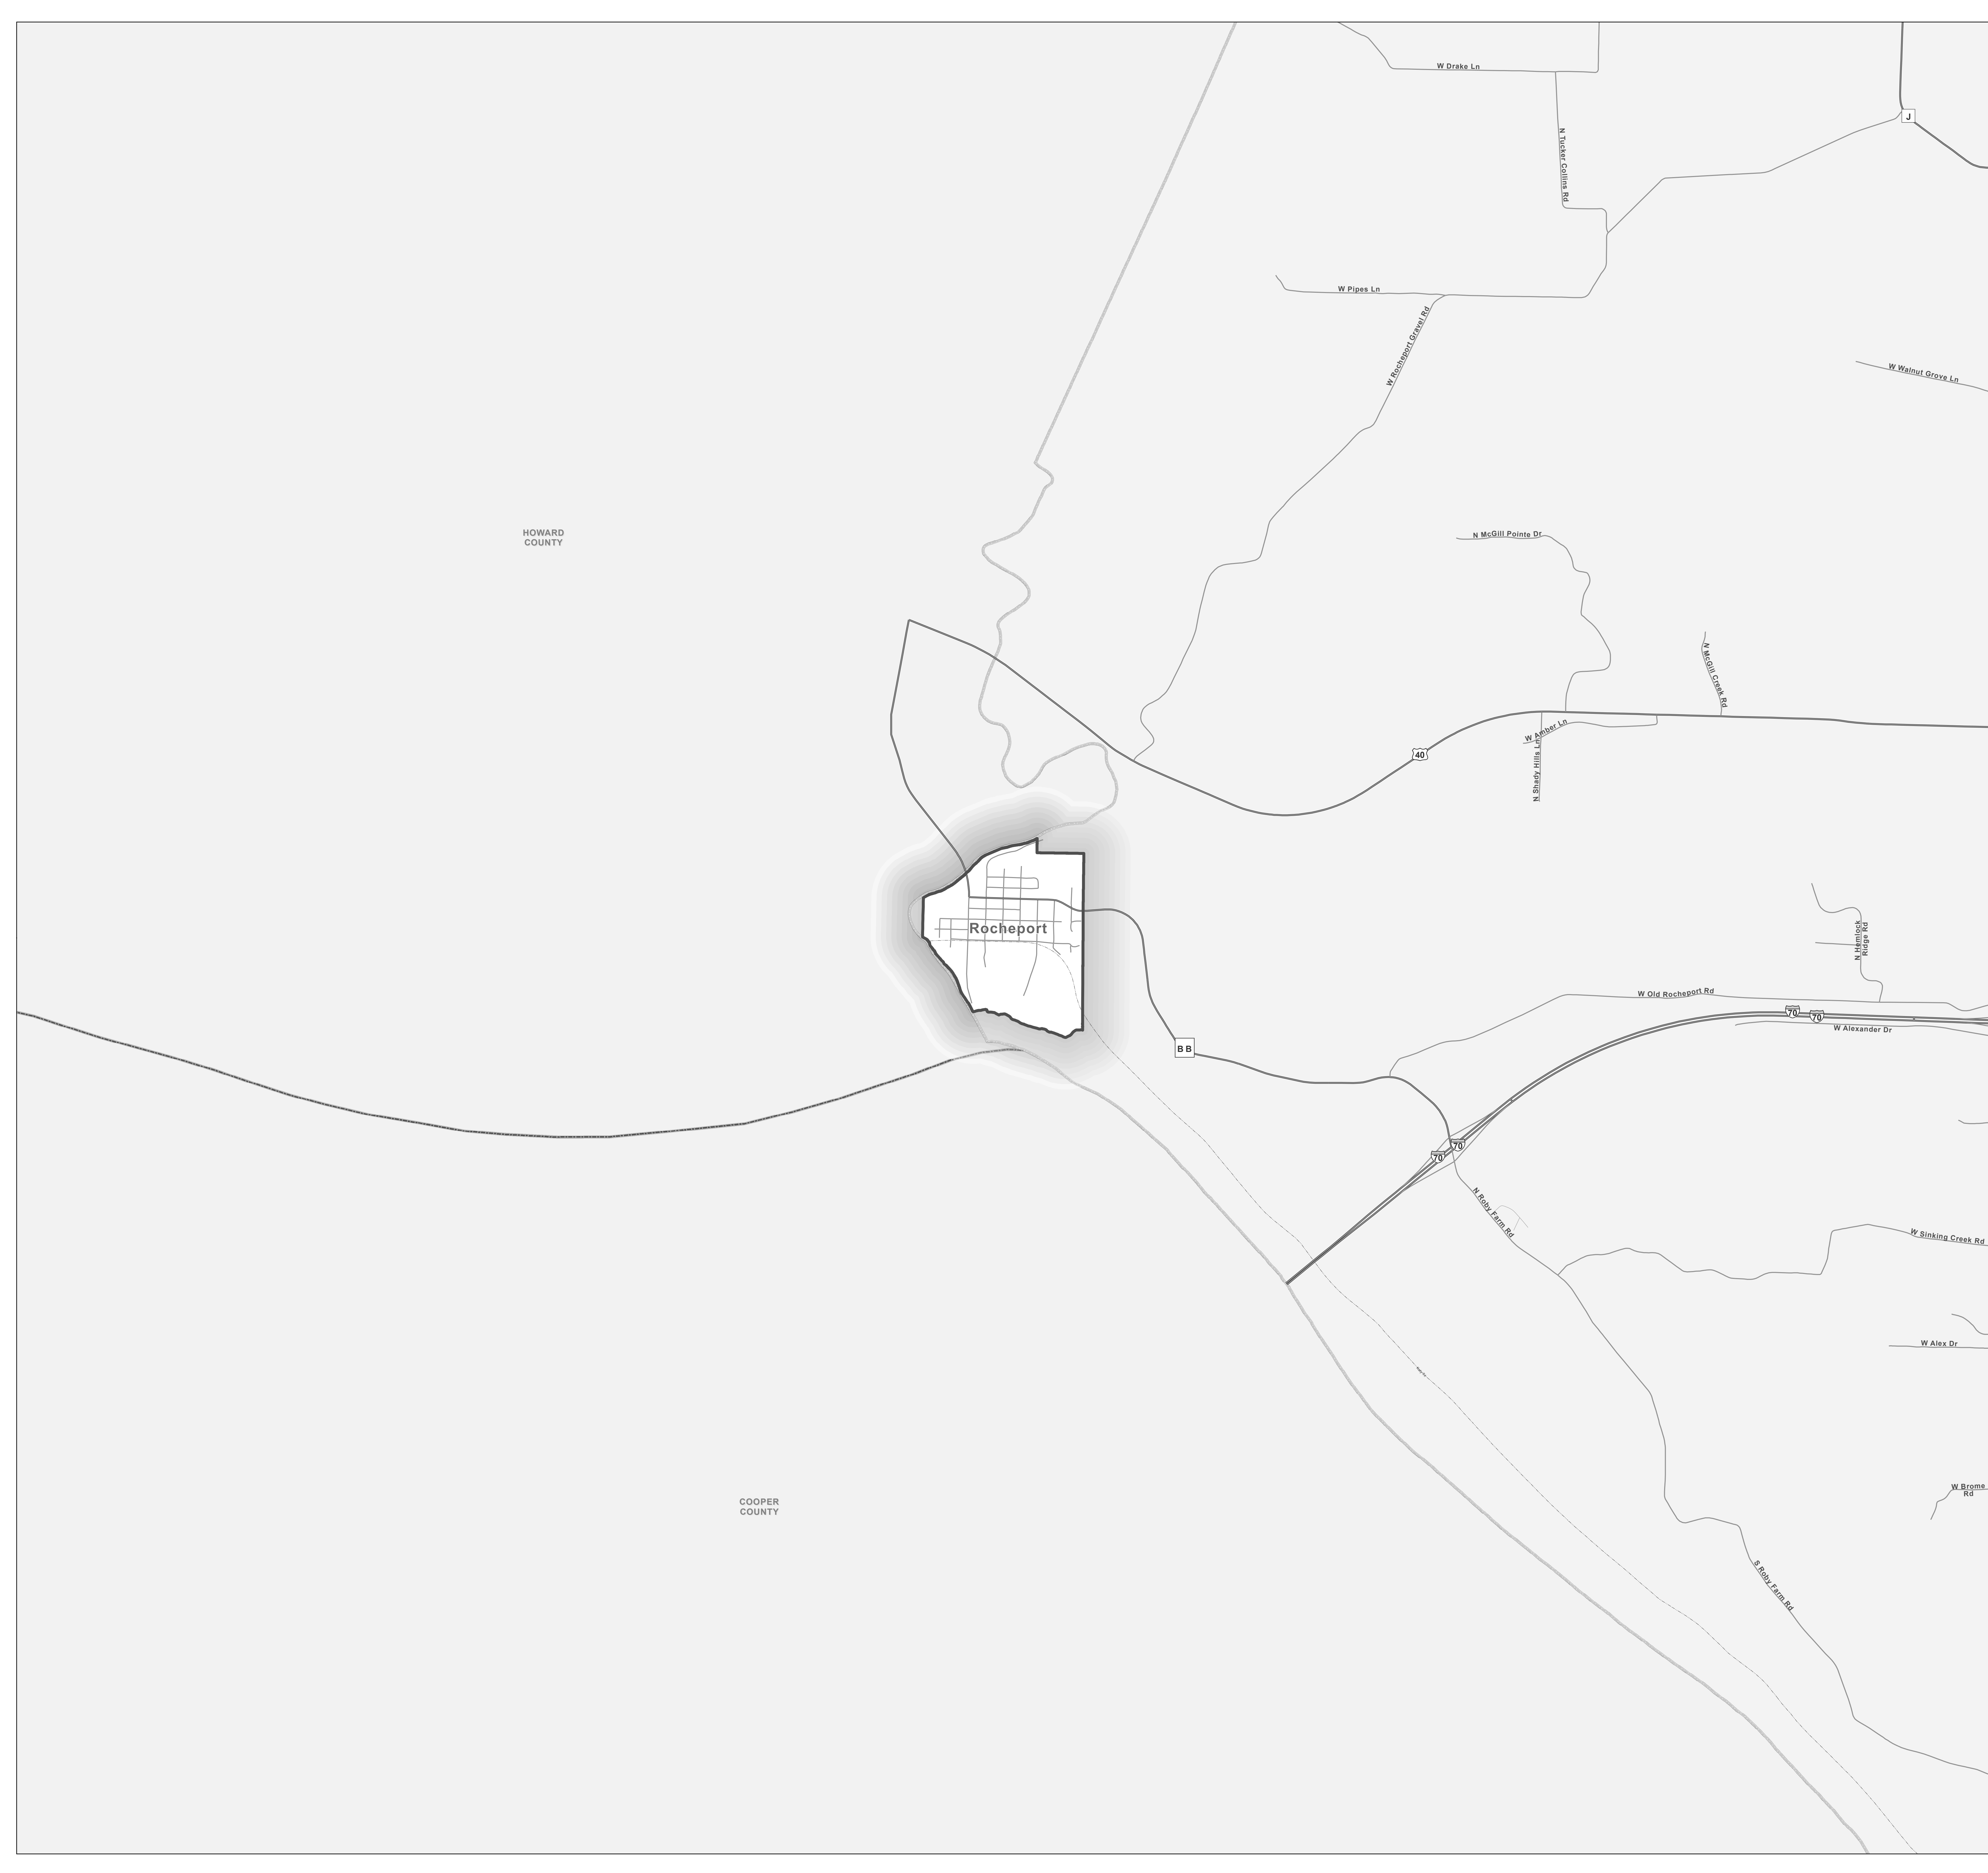 W Drake Ln
J
N Tucker Collins Rd
W Pipes Ln
W Rocheport Gravel Rd
W Walnut Grove Ln
HOWARD
COUNTY
N McGill Pointe Dr
N McGill Creek Rd
W Amber Ln
40
N Shady Hills Ln
Rocheport
N Hemlock
Ridge Rd
W Old Rocheport Rd
70
70
W Alexander Dr
BB
70
70
N Roby Farm Rd
W Sinking Creek Rd
W Alex Dr
W Brome
Rd
COOPER
COUNTY
S Roby Farm Rd